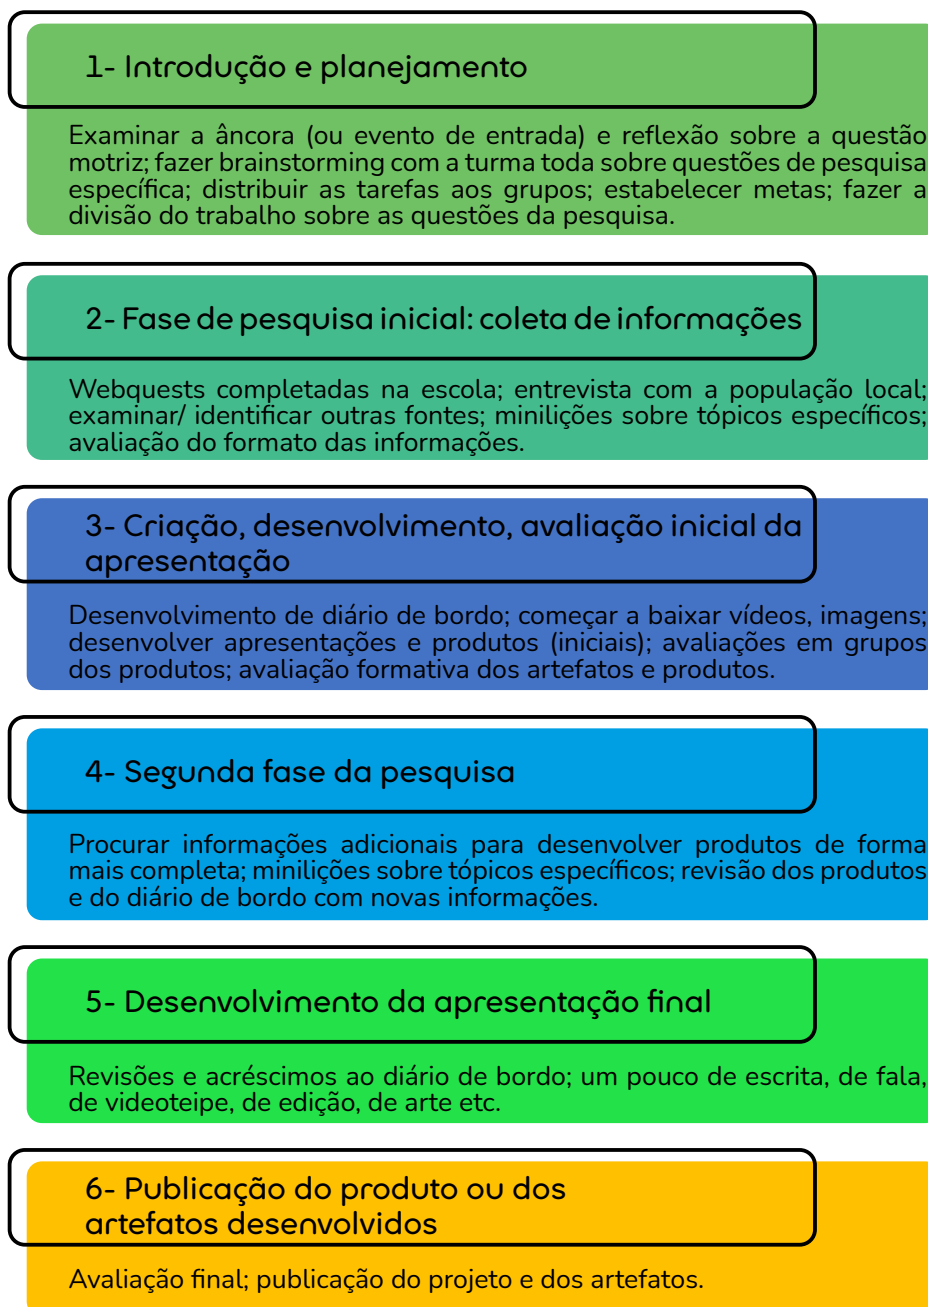 1- Introdução e planejamento
Examinar a âncora (ou evento de entrada) e reflexão sobre a questão
motriz; fazer brainstorming com a turma toda sobre questões de pesquisa
específica; distribuir as tarefas aos grupos; estabelecer metas; fazer a
divisão do trabalho sobre as questões da pesquisa.
2- Fase de pesquisa inicial: coleta de informações
Webquests completadas na escola; entrevista com a população local;
examinar/ identificar outras fontes; minilições sobre tópicos específicos;
avaliação do formato das informações.
3- Criação, desenvolvimento, avaliação inicial da
apresentação
Desenvolvimento de diário de bordo; começar a baixar vídeos, imagens;
desenvolver apresentações e produtos (iniciais); avaliações em grupos
dos produtos; avaliação formativa dos artefatos e produtos.
4- Segunda fase da pesquisa
Procurar informações adicionais para desenvolver produtos de forma
mais completa; minilições sobre tópicos específicos; revisão dos produtos
e do diário de bordo com novas informações.
5- Desenvolvimento da apresentação final
Revisões e acréscimos ao diário de bordo; um pouco de escrita, de fala,
de videoteipe, de edição, de arte etc.
6- Publicação do produto ou dos
artefatos desenvolvidos
Avaliação final; publicação do projeto e dos artefatos.